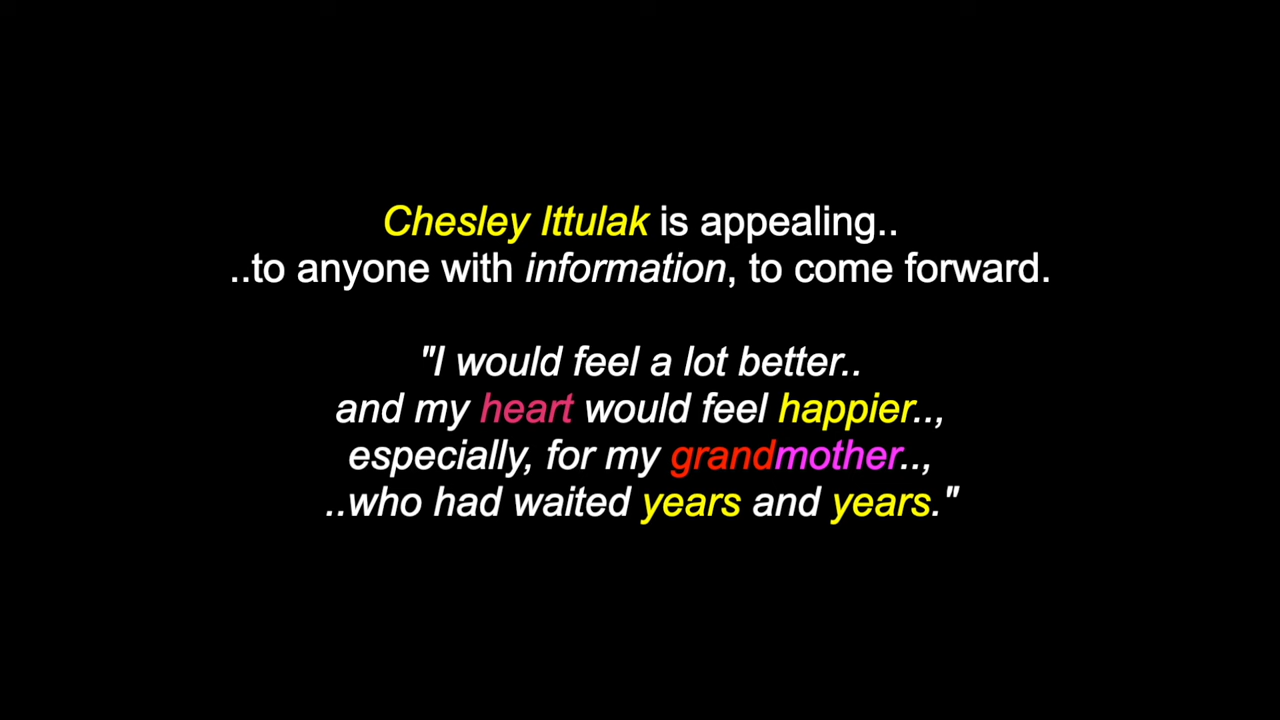 Chesley Ittulak is appealing..
..to anyone with information, to come forward.
"I would feel a lot better..
and my heart would feel happier..,
especially, for my grandmother..,
..who had waited years and years."